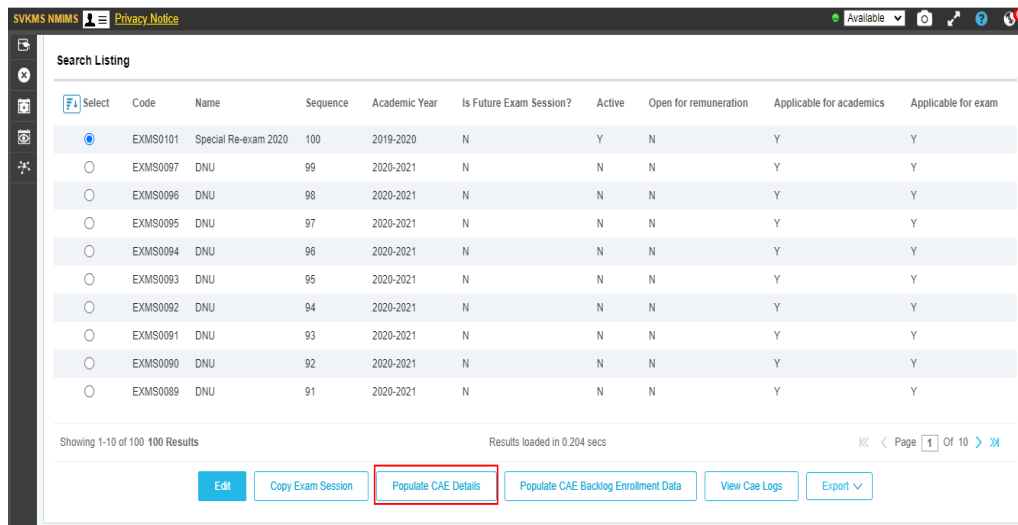 SVKMS NMIMS Privacy Notice Available
Search Listing
Select Code Name Sequence Academic Year Is Future Exam Session? Active Open for remuneration Applicable for academics Applicable for exam
EXMS0101 Special Re-exam 2020 100 2019-2020 N Y N Y Y
EXMS0097 DNU 99 2020-2021 N N N Y Y
EXMS0096 DNU 98 2020-2021 N N N Y Y
EXMS0095 DNU 97 2020-2021 N N N Y Y
EXMS0094 DNU 96 2020-2021 N N N Y Y
EXMS0093 DNU 95 2020-2021 N N N Y Y
EXMS0092 DNU 94 2020-2021 N N N Y Y
EXMS0091 DNU 93 2020-2021 N N N Y Y
EXMS0090 DNU 92 2020-2021 N N N Y Y
EXMS0089 DNU 91 2020-2021 N N N Y Y
Showing 1-10 of 100 100 Results Results loaded in 0.204 secs Page 1 Of 10
Edit Copy Exam Session Populate CAE Details Populate CAE Backlog Enrollment Data View Cae Logs Export